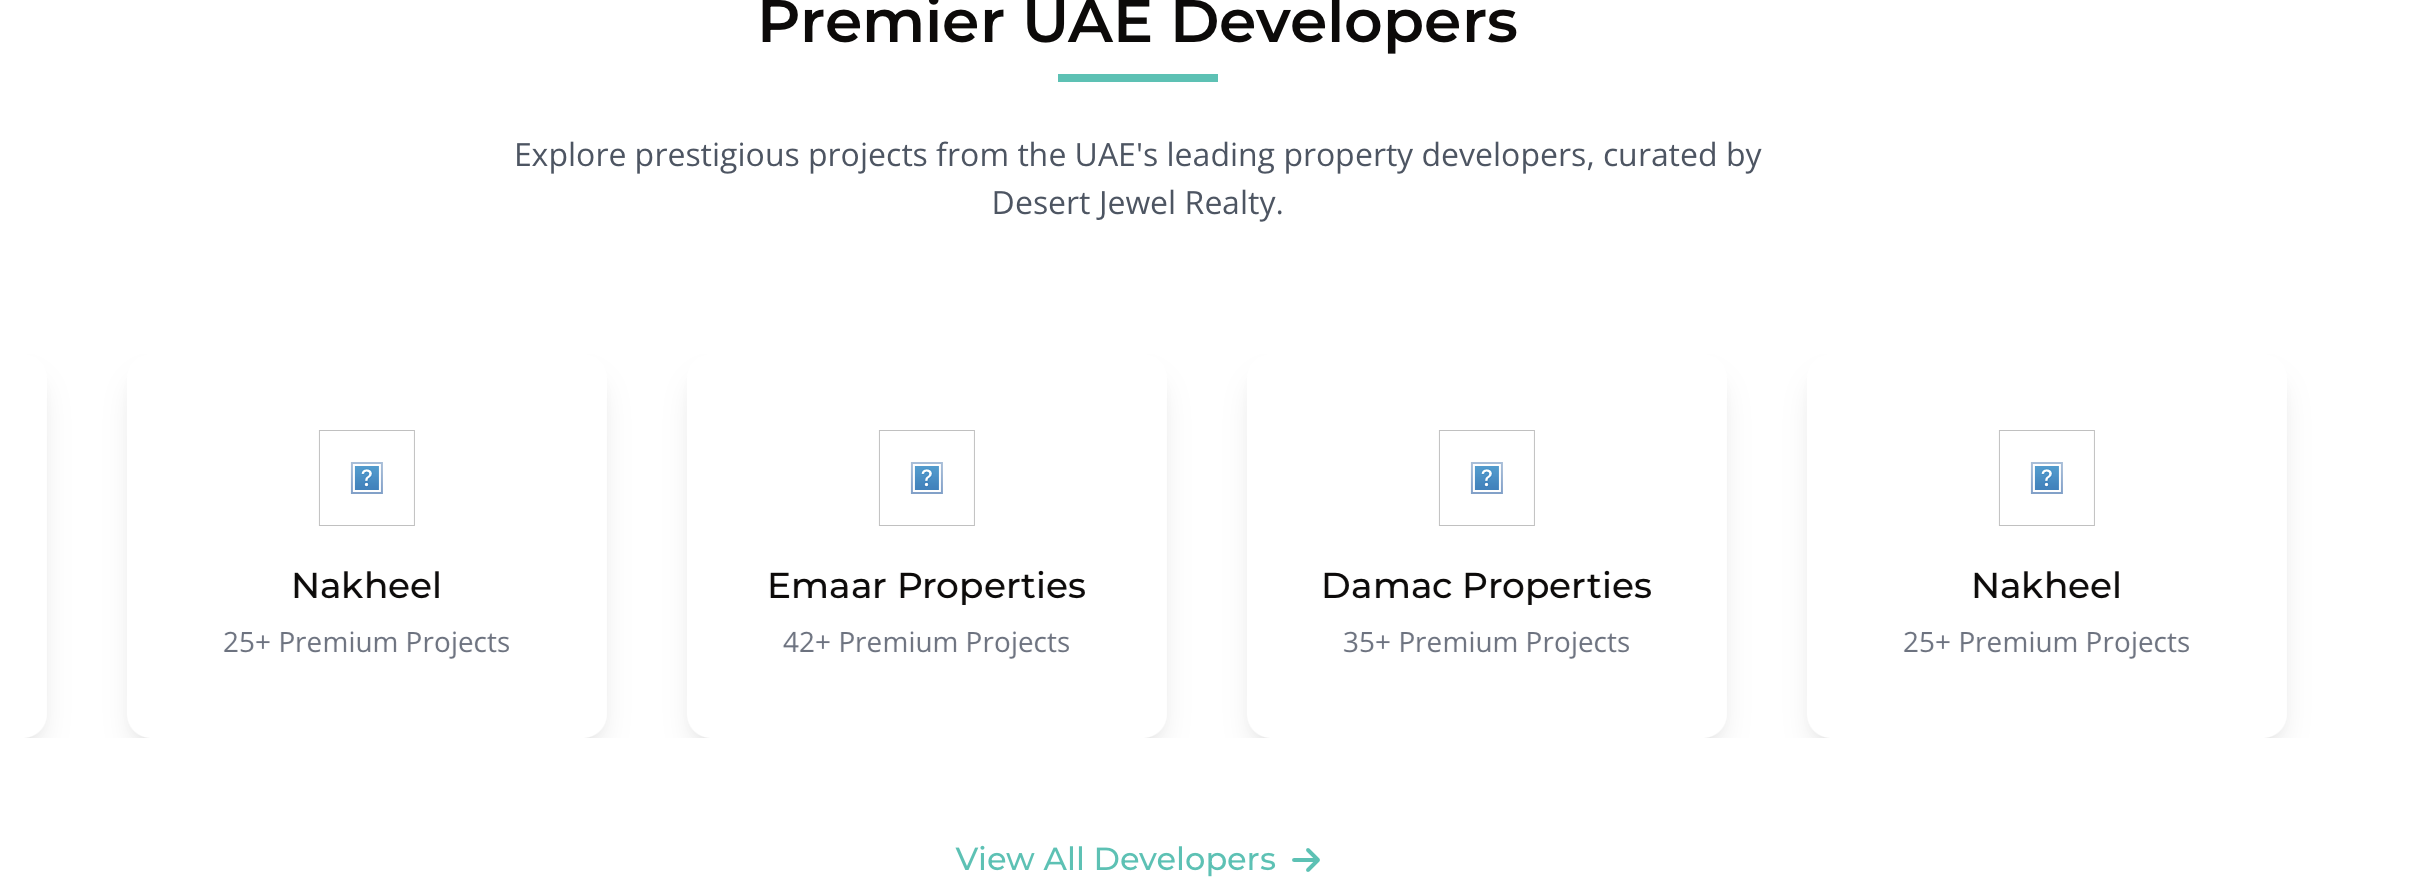 Premier UAE Developers
Explore prestigious projects from the UAE's leading property developers, curated by
Desert Jewel Realty.
Nakheel
25+ Premium Projects
Emaar Properties
42+ Premium Projects
Damac Properties
35+ Premium Projects
Nakheel
25+ Premium Projects
View All Developers →